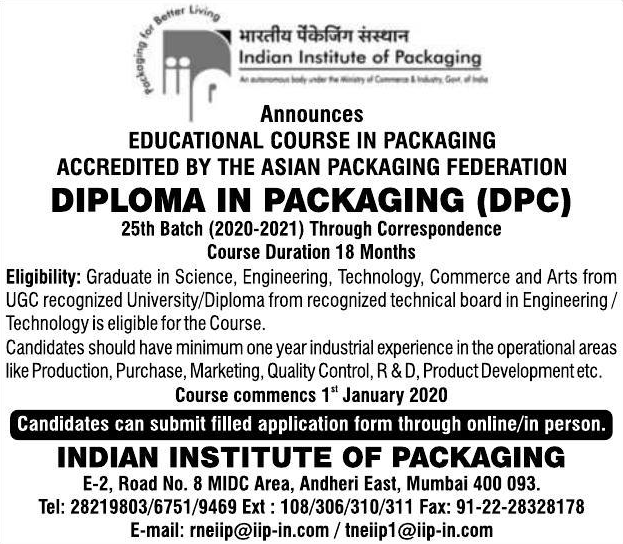 Packaging for Better Living
iip
भारतीय पैकेजिंग संस्थान
Indian Institute of Packaging
An autonomous body under the Ministry of Commerce & Industry, Govt. of India
Announces
EDUCATIONAL COURSE IN PACKAGING
ACCREDITED BY THE ASIAN PACKAGING FEDERATION
DIPLOMA IN PACKAGING (DPC)
25th Batch (2020-2021) Through Correspondence
Course Duration 18 Months
Eligibility: Graduate in Science, Engineering, Technology, Commerce and Arts from
UGC recognized University/Diploma from recognized technical board in Engineering /
Technology is eligible for the Course.
Candidates should have minimum one year industrial experience in the operational areas
like Production, Purchase, Marketing, Quality Control, R & D, Product Development etc.
Course commencs 1st January 2020
Candidates can submit filled application form through online/in person.
INDIAN INSTITUTE OF PACKAGING
E-2, Road No. 8 MIDC Area, Andheri East, Mumbai 400 093.
Tel: 28219803/6751/9469 Ext : 108/306/310/311 Fax: 91-22-28328178
E-mail: rneiip@iip-in.com / tneiip1@iip-in.com